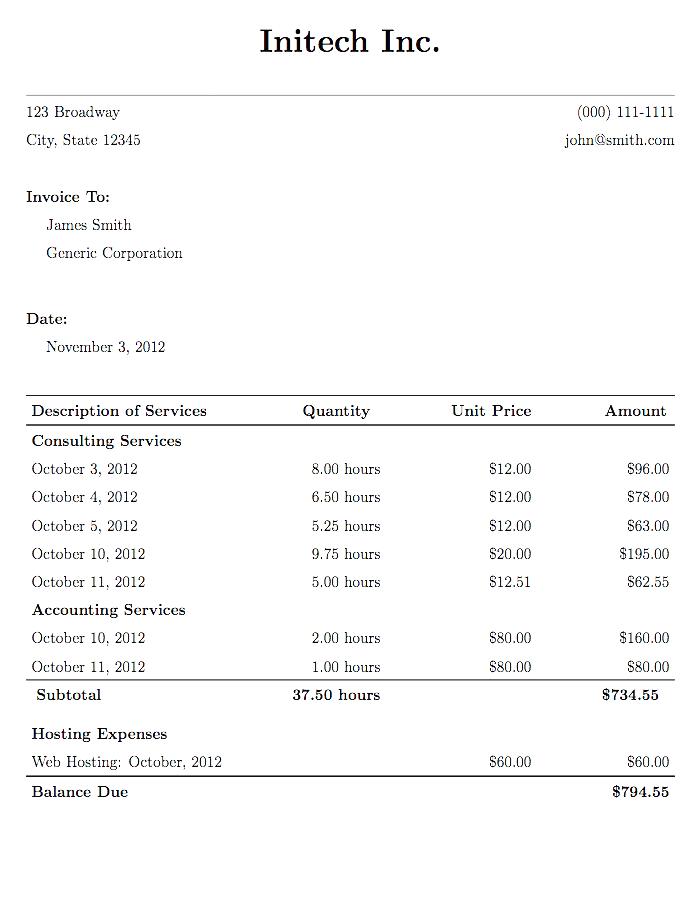 Initech Inc.
123 Broadway (000) 111-1111
City, State 12345 john@smith.com
Invoice To:
James Smith
Generic Corporation
Date:
November 3, 2012
Description of Services Quantity Unit Price Amount
Consulting Services
October 3, 2012 8.00 hours $12.00 $96.00
October 4, 2012 6.50 hours $12.00 $78.00
October 5, 2012 5.25 hours $12.00 $63.00
October 10, 2012 9.75 hours $20.00 $195.00
October 11, 2012 5.00 hours $12.51 $62.55
Accounting Services
October 10, 2012 2.00 hours $80.00 $160.00
October 11, 2012 1.00 hours $80.00 $80.00
Subtotal 37.50 hours $734.55
Hosting Expenses
Web Hosting: October, 2012 $60.00 $60.00
Balance Due $794.55